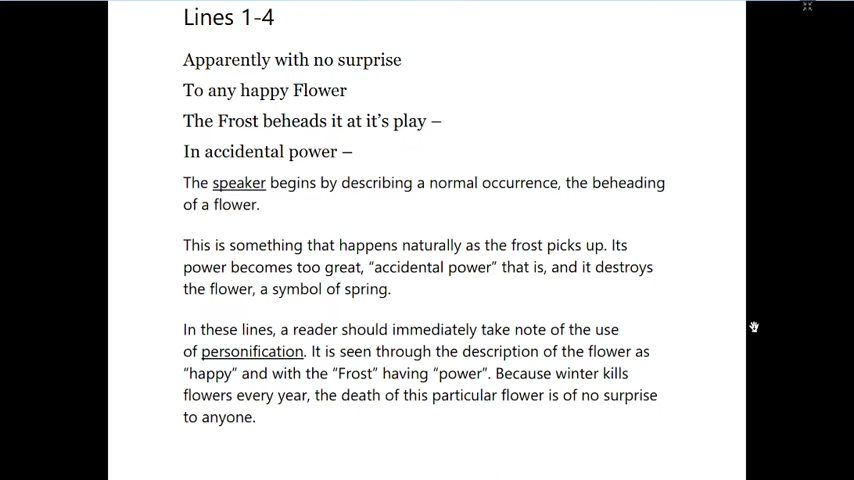 Lines 1-4
Apparently with no surprise
To any happy Flower
The Frost beheads it at it’s play –
In accidental power –
The speaker begins by describing a normal occurrence, the beheading
of a flower.
This is something that happens naturally as the frost picks up. Its
power becomes too great, “accidental power” that is, and it destroys
the flower, a symbol of spring.
In these lines, a reader should immediately take note of the use
of personification. It is seen through the description of the flower as
“happy” and with the “Frost” having “power”. Because winter kills
flowers every year, the death of this particular flower is of no surprise
to anyone.